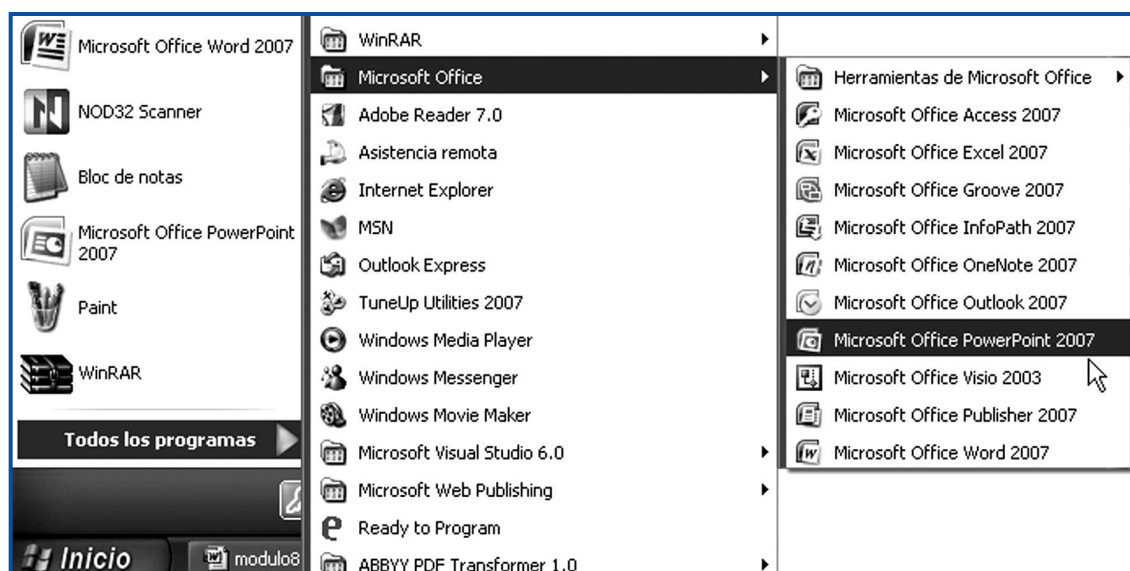 Microsoft Office Word 2007
NOD32 Scanner
Bloc de notas
Microsoft Office PowerPoint
2007
Paint
WinRAR
Todos los programas
Inicio
modulo8
WinRAR
Microsoft Office
Adobe Reader 7.0
Asistencia remota
Internet Explorer
MSN
Outlook Express
TuneUp Utilities 2007
Windows Media Player
Windows Messenger
Windows Movie Maker
Microsoft Visual Studio 6.0
Microsoft Web Publishing
Ready to Program
ABBYY PDF Transformer 1.0
Herramientas de Microsoft Office
Microsoft Office Access 2007
Microsoft Office Excel 2007
Microsoft Office Groove 2007
Microsoft Office InfoPath 2007
Microsoft Office OneNote 2007
Microsoft Office Outlook 2007
Microsoft Office PowerPoint 2007
Microsoft Office Visio 2003
Microsoft Office Publisher 2007
Microsoft Office Word 2007